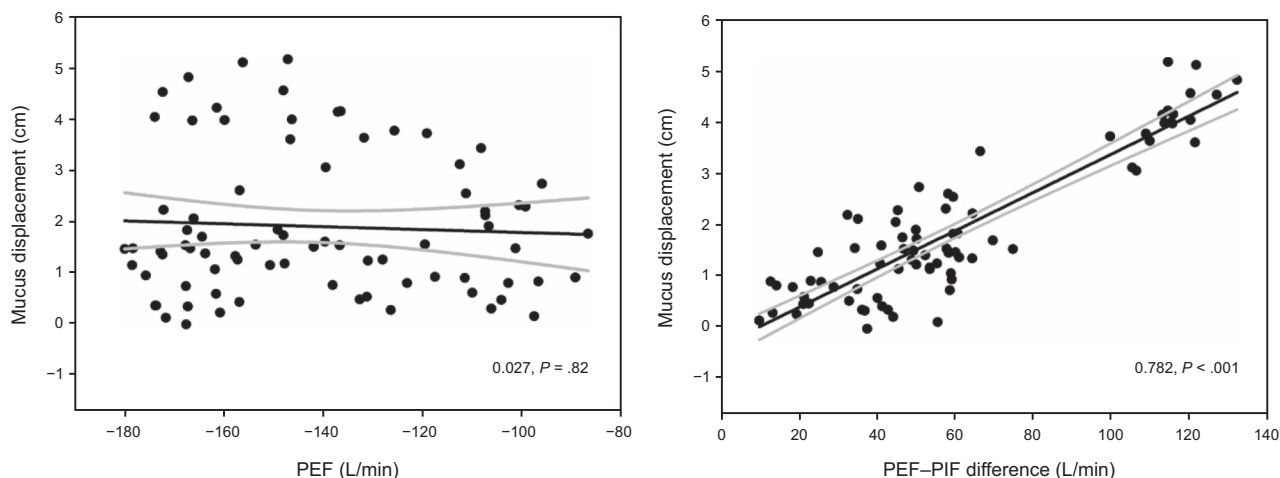 6
5
4
3
2
1
0
−1
Mucus displacement (cm)
0.027, P = .82
−180 −160 −140 −120 −100 −80
PEF (L/min)
6
5
4
3
2
1
0
−1
Mucus displacement (cm)
0.782, P < .001
0 20 40 60 80 100 120 140
PEF–PIF difference (L/min)